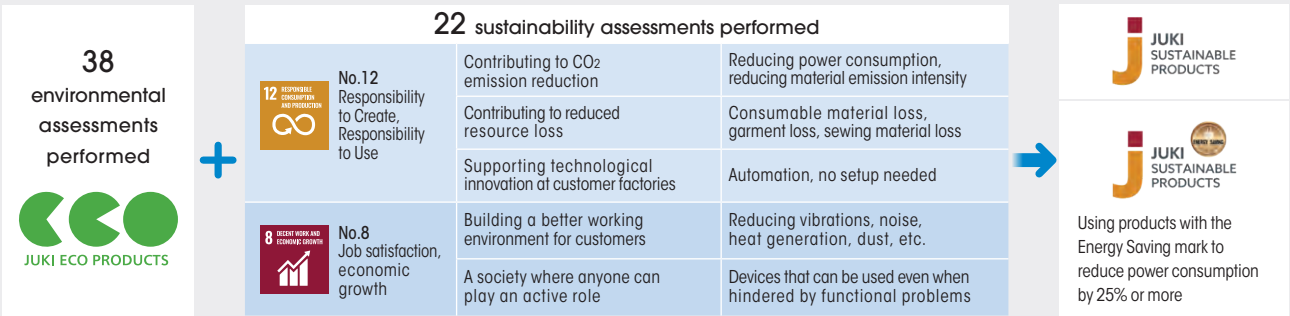 38
environmental
assessments
performed
ECO
JUKI ECO PRODUCTS
22 sustainability assessments performed
12 RESPONSIBLE
CONSUMPTION
AND PRODUCTION
No.12
Responsibility
to Create,
Responsibility
to Use
Contributing to CO2
emission reduction
Reducing power consumption,
reducing material emission intensity
Contributing to reduced
resource loss
Consumable material loss,
garment loss, sewing material loss
Supporting technological
innovation at customer factories
Automation, no setup needed
8 DECENT WORK AND
ECONOMIC GROWTH
No.8
Job satisfaction,
economic
growth
Building a better working
environment for customers
Reducing vibrations, noise,
heat generation, dust, etc.
A society where anyone can
play an active role
Devices that can be used even when
hindered by functional problems
j JUKI
SUSTAINABLE
PRODUCTS
ENERGY SAVING
j JUKI
SUSTAINABLE
PRODUCTS
Using products with the
Energy Saving mark to
reduce power consumption
by 25% or more